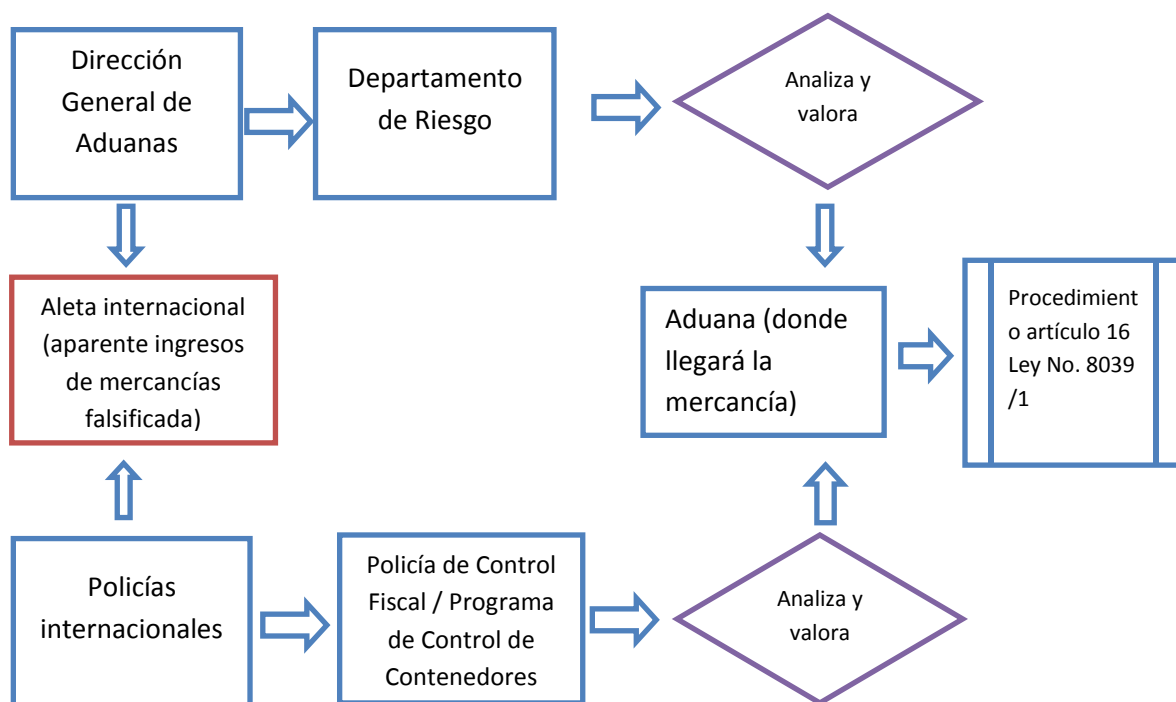 Dirección
General de
Aduanas
Departamento
de Riesgo
Analiza y
valora
Aleta internacional
(aparente ingresos
de mercancías
falsificada)
Aduana (donde
llegará la
mercancía)
Procedimient
o artículo 16
Ley No. 8039
/1
Policías
internacionales
Policía de Control
Fiscal / Programa
de Control de
Contenedores
Analiza y
valora